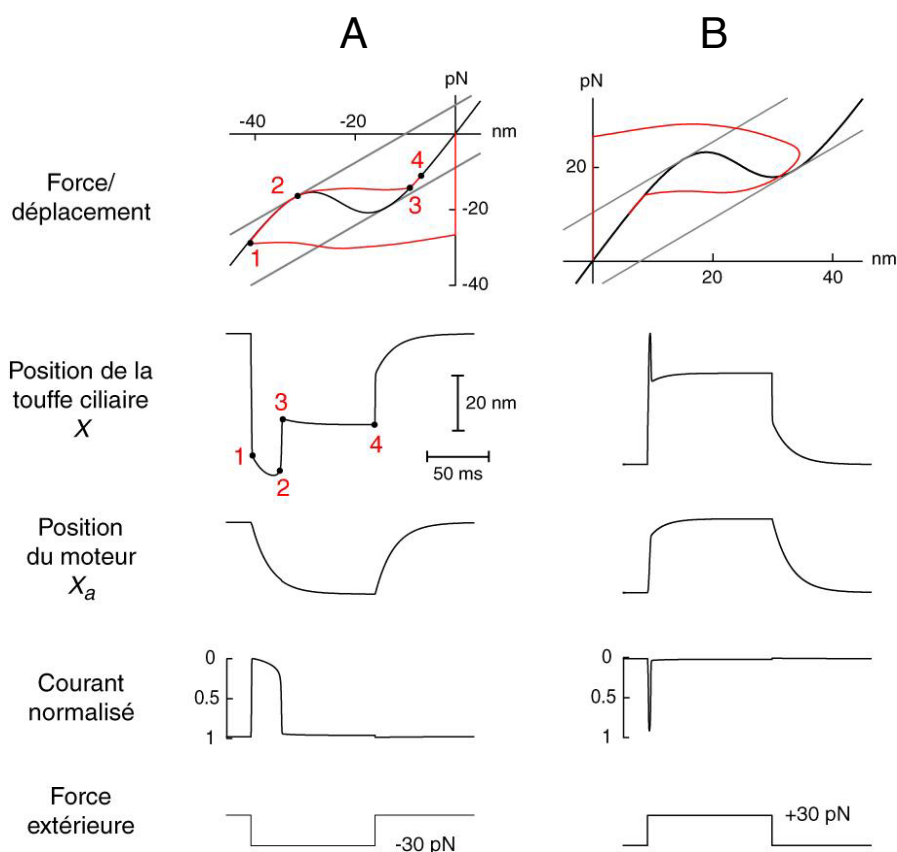 A
B
pN
-40
-20
nm
4
2
3
-20
1
-40
pN
20
nm
20
40
Force/
déplacement
Position de la
touffe ciliaire
X
3
1
2
4
20 nm
50 ms
Position
du moteur
Xa
Courant
normalisé
0
0.5
1
0
0.5
1
Force
extérieure
-30 pN
+30 pN